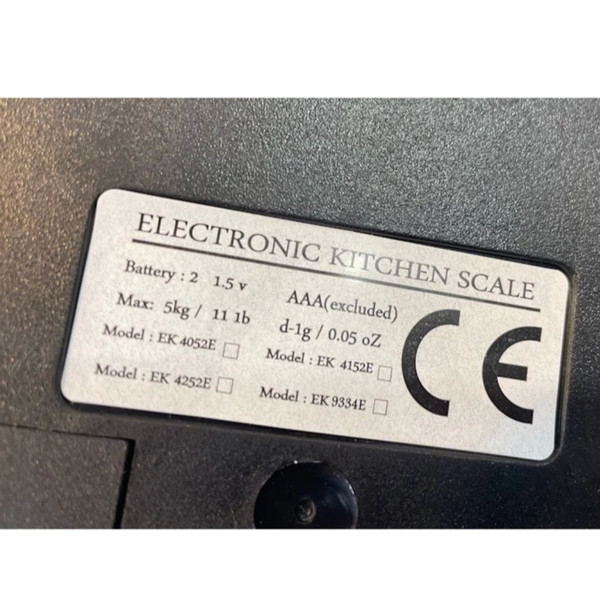 ELECTRONIC KITCHEN SCALE
Battery : 2 1.5 v AAA(excluded)
Max: 5kg / 11 lb d-1g / 0.05 oZ
Model : EK 4052E Model : EK 4152E
Model : EK 4252E Model : EK 9334E
CE